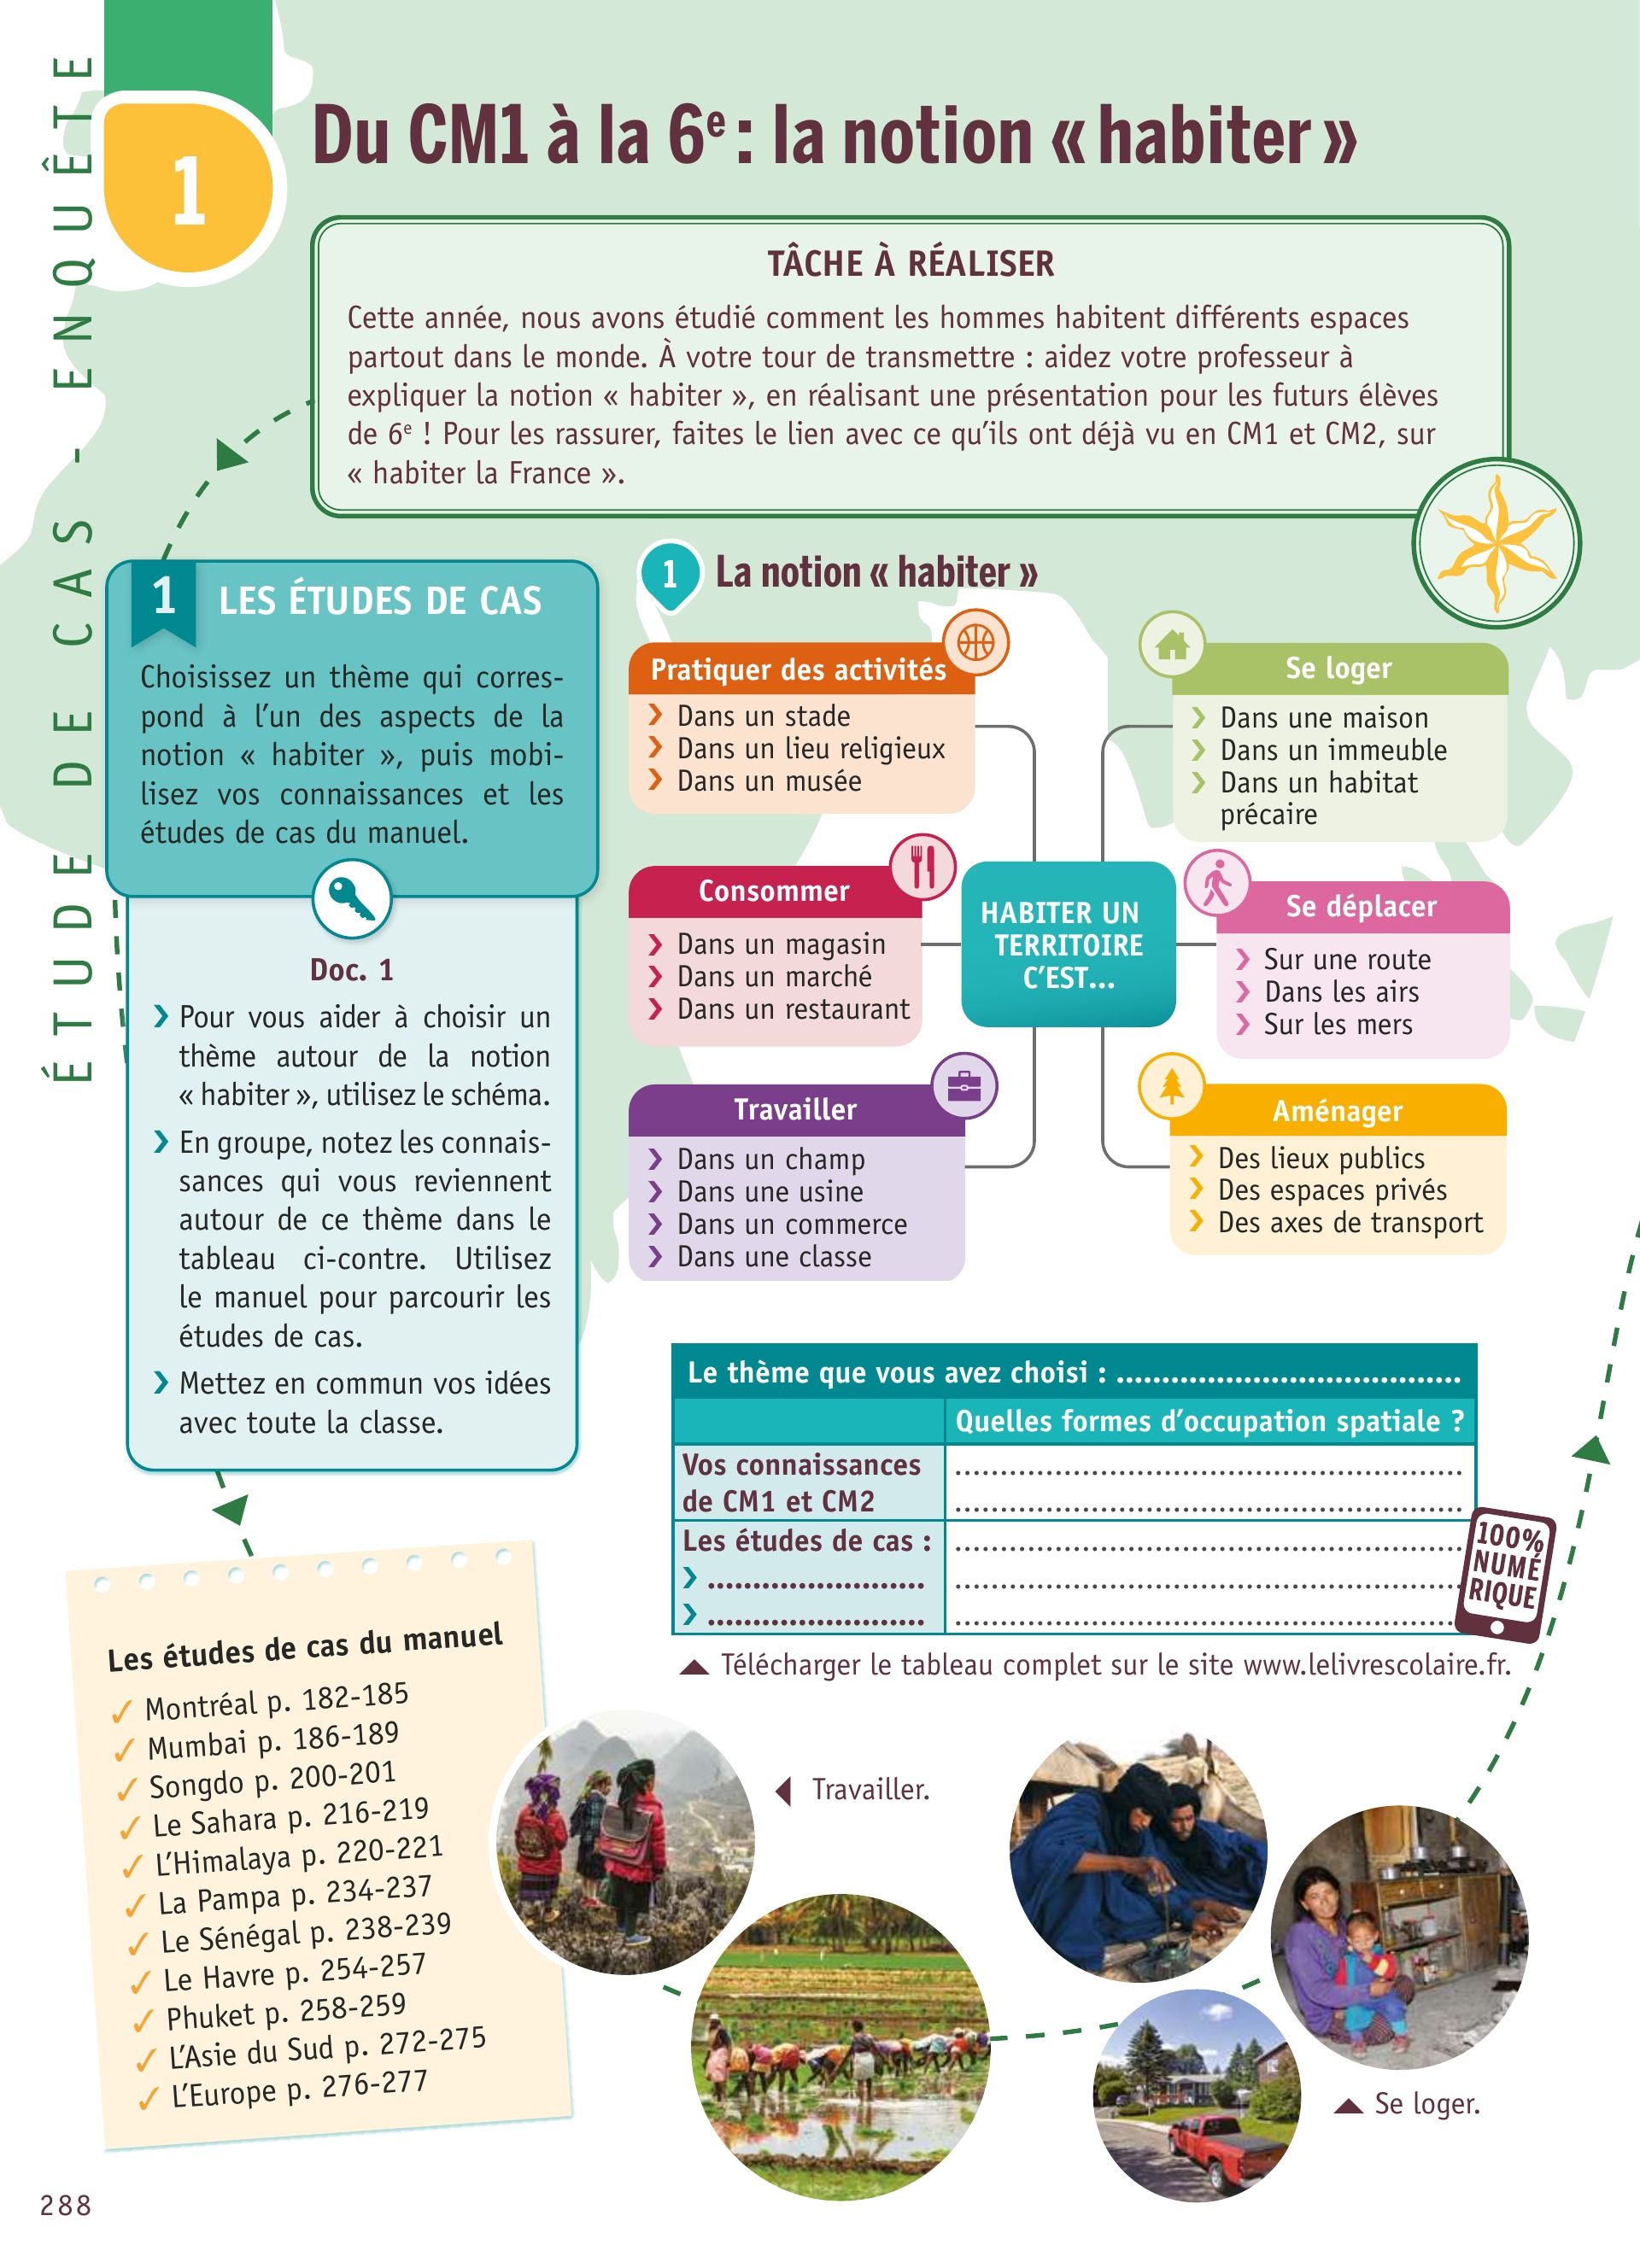 ÉTUDE DE CAS - ENQUÊTE
1
Du CM1 à la 6e : la notion « habiter »
TÂCHE À RÉALISER
Cette année, nous avons étudié comment les hommes habitent différents espaces
partout dans le monde. À votre tour de transmettre : aidez votre professeur à
expliquer la notion « habiter », en réalisant une présentation pour les futurs élèves
de 6e ! Pour les rassurer, faites le lien avec ce qu’ils ont déjà vu en CM1 et CM2, sur
« habiter la France ».
1
LES ÉTUDES DE CAS
Choisissez un thème qui corres-
pond à l’un des aspects de la
notion « habiter », puis mobi-
lisez vos connaissances et les
études de cas du manuel.
Doc. 1
❯ Pour vous aider à choisir un
thème autour de la notion
« habiter », utilisez le schéma.
❯ En groupe, notez les connais-
sances qui vous reviennent
autour de ce thème dans le
tableau ci-contre. Utilisez
le manuel pour parcourir les
études de cas.
❯ Mettez en commun vos idées
avec toute la classe.
1
La notion « habiter »
Pratiquer des activités
❯ Dans un stade
❯ Dans un lieu religieux
❯ Dans un musée
Se loger
❯ Dans une maison
❯ Dans un immeuble
❯ Dans un habitat
précaire
Consommer
❯ Dans un magasin
❯ Dans un marché
❯ Dans un restaurant
HABITER UN
TERRITOIRE
C’EST...
Se déplacer
❯ Sur une route
❯ Dans les airs
❯ Sur les mers
Travailler
❯ Dans un champ
❯ Dans une usine
❯ Dans un commerce
❯ Dans une classe
Aménager
❯ Des lieux publics
❯ Des espaces privés
❯ Des axes de transport
Le thème que vous avez choisi : ......................................
Quelles formes d’occupation spatiale ?
Vos connaissances
de CM1 et CM2
Les études de cas :
❯ ........................
❯ ........................
100%
NUMÉ
RIQUE
Télécharger le tableau complet sur le site www.lelivrescolaire.fr.
Les études de cas du manuel
✓ Montréal p. 182-185
✓ Mumbai p. 186-189
✓ Songdo p. 200-201
✓ Le Sahara p. 216-219
✓ L’Himalaya p. 220-221
✓ La Pampa p. 234-237
✓ Le Sénégal p. 238-239
✓ Le Havre p. 254-257
✓ Phuket p. 258-259
✓ L’Asie du Sud p. 272-275
✓ L’Europe p. 276-277
Travailler.
Se loger.
288